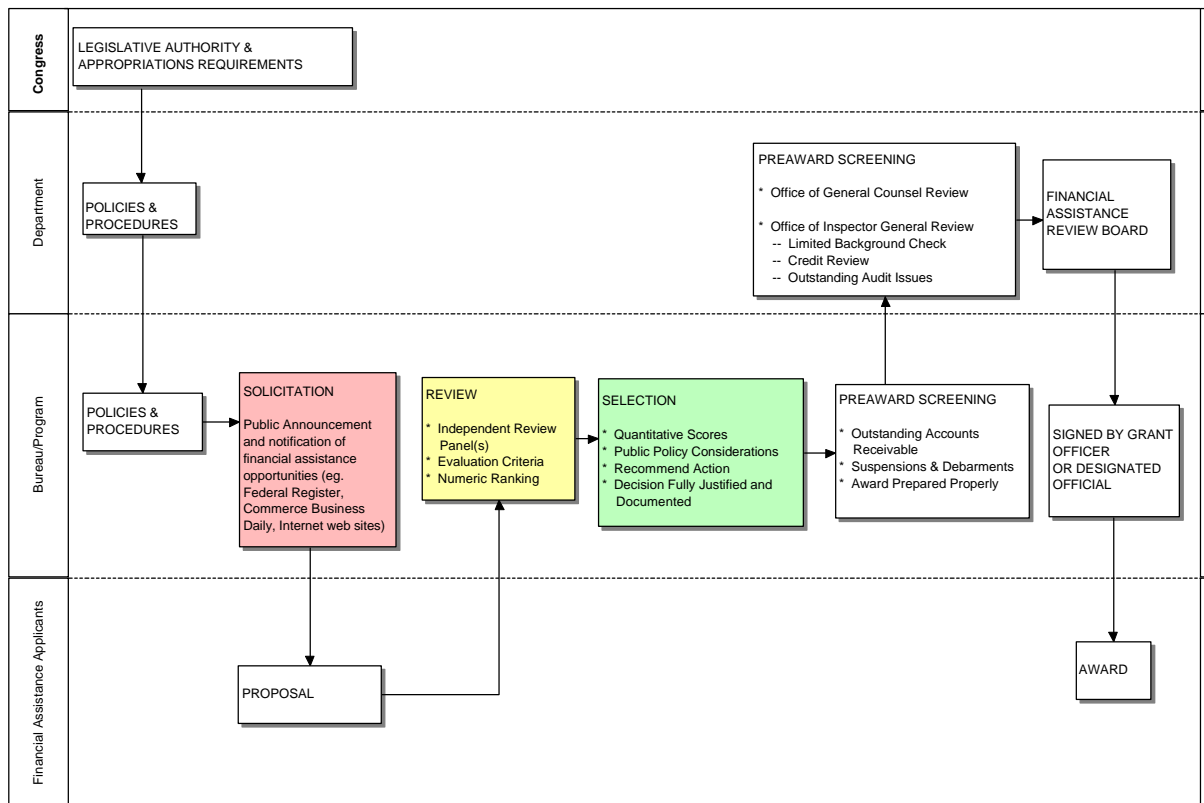 Congress
LEGISLATIVE AUTHORITY &
APPROPRIATIONS REQUIREMENTS
Department
POLICIES &
PROCEDURES
PREAWARD SCREENING
* Office of General Counsel Review
* Office of Inspector General Review
-- Limited Background Check
-- Credit Review
-- Outstanding Audit Issues
FINANCIAL
ASSISTANCE
REVIEW BOARD
Bureau/Program
POLICIES &
PROCEDURES
SOLICITATION
Public Announcement
and notification of
financial assistance
opportunities (eg.
Federal Register,
Commerce Business
Daily, Internet web sites)
REVIEW
* Independent Review
Panel(s)
* Evaluation Criteria
* Numeric Ranking
SELECTION
* Quantitative Scores
* Public Policy Considerations
* Recommend Action
* Decision Fully Justified and
Documented
PREAWARD SCREENING
* Outstanding Accounts
Receivable
* Suspensions & Debarments
* Award Prepared Properly
SIGNED BY GRANT
OFFICER
OR DESIGNATED
OFFICIAL
Financial Assistance Applicants
PROPOSAL
AWARD